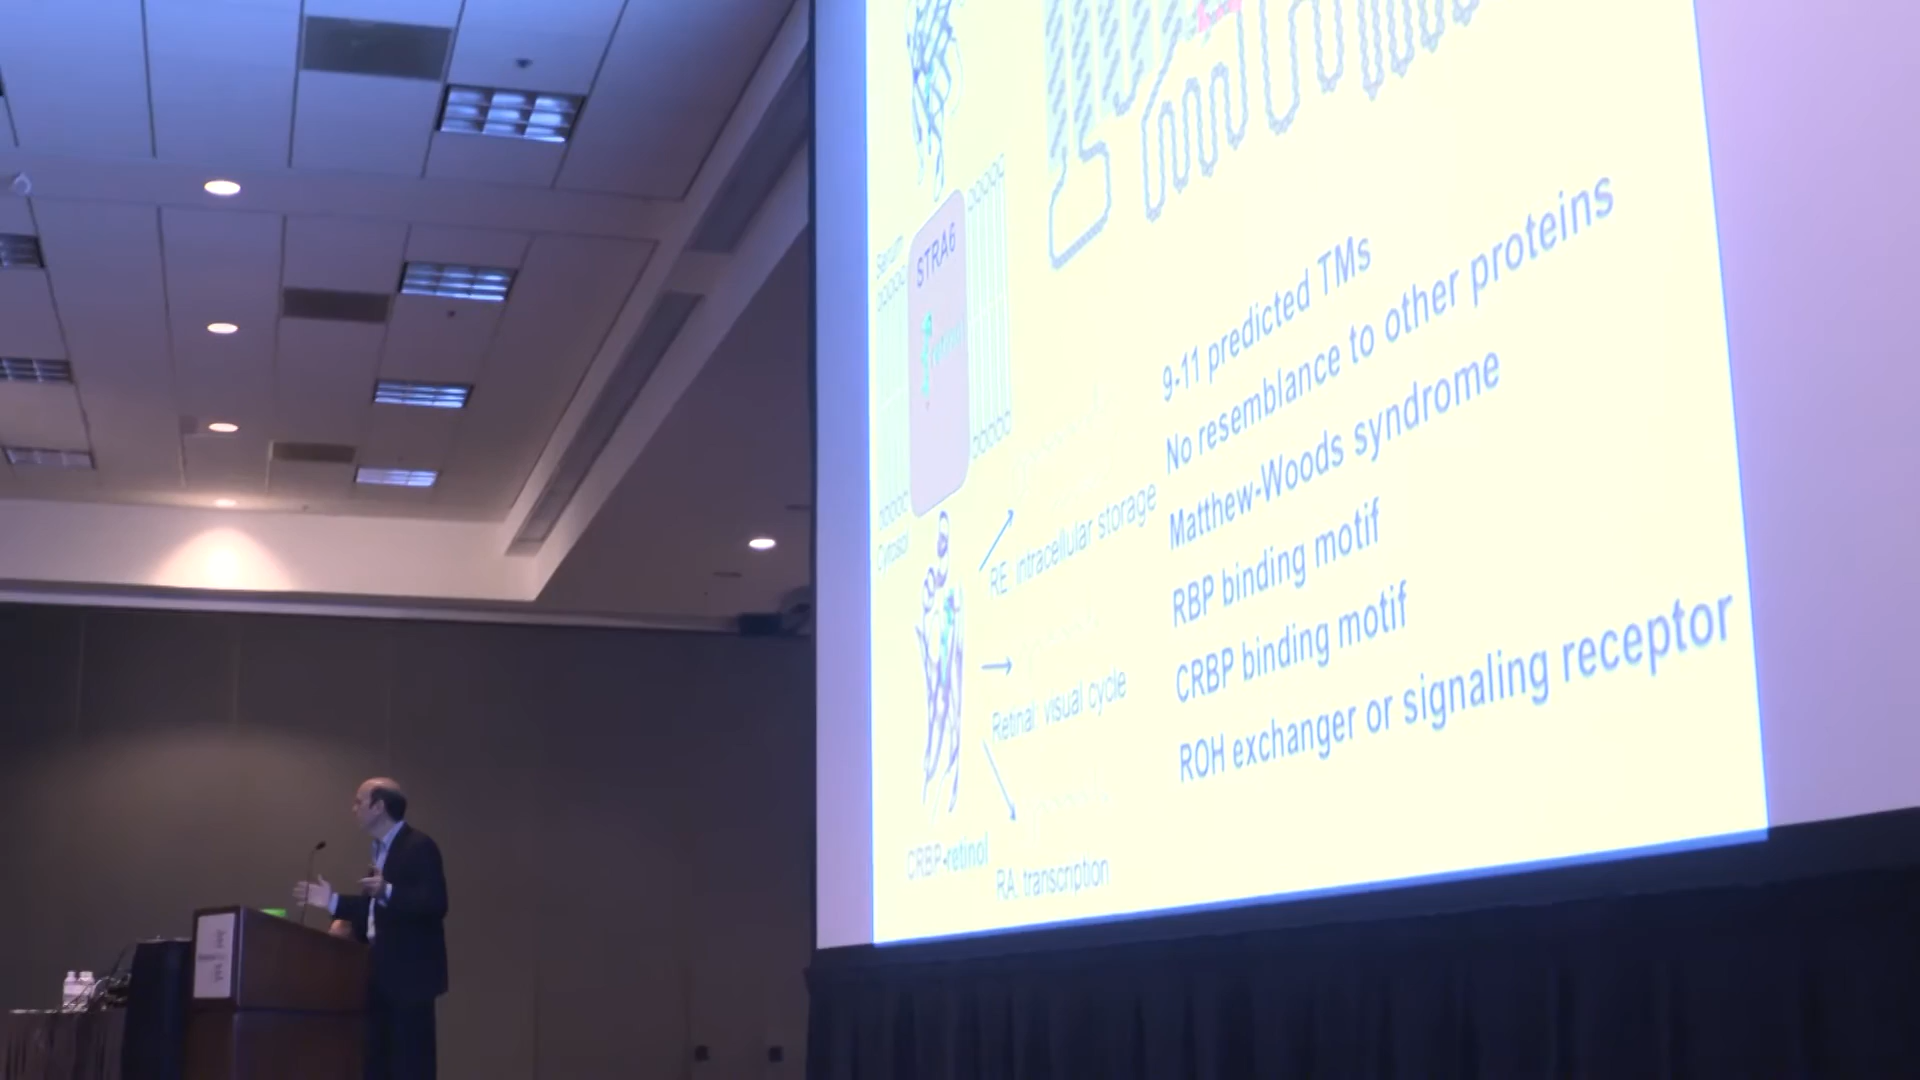 Serum
STRA6
retinol
Cytosol
RE: intracellular storage
Retinal: visual cycle
CRBP-retinol
RA: transcription
9-11 predicted TMs
No resemblance to other proteins
Matthew-Woods syndrome
RBP binding motif
CRBP binding motif
ROH exchanger or signaling receptor